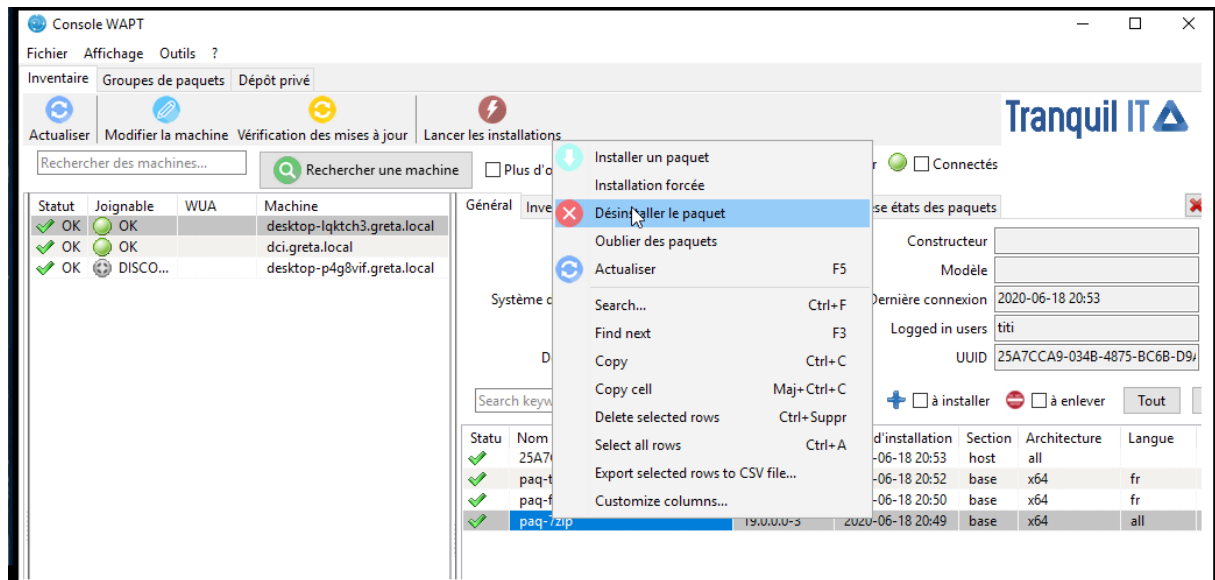 Console WAPT
Fichier Affichage Outils ?
Inventaire Groupes de paquets Dépôt privé
Actualiser Modifier la machine Vérification des mises à jour Lancer les installations
Tranquil IT
Rechercher des machines... Rechercher une machine Plus d'o r Connectés
Statut Joignable WUA Machine
OK OK desktop-lqktch3.greta.local
OK OK dci.greta.local
OK DISCO... desktop-p4g8vif.greta.local
Général Inve se états des paquets
Installer un paquet
Installation forcée
Désinstaller le paquet
Oublier des paquets
Actualiser F5
Search... Ctrl+F
Find next F3
Copy Ctrl+C
Copy cell Maj+Ctrl+C
Delete selected rows Ctrl+Suppr
Select all rows Ctrl+A
Export selected rows to CSV file...
Customize columns...
Constructeur
Modèle
Système d Dernière connexion 2020-06-18 20:53
Logged in users titi
D UUID 25A7CCA9-034B-4875-BC6B-D9
Search keyw à installer à enlever Tout
Statu Nom d'installation Section Architecture Langue
25A7 -06-18 20:53 host all
paq-t -06-18 20:52 base x64 fr
paq-f -06-18 20:50 base x64 fr
paq-7zip 19.0.0.0-3 2020-06-18 20:49 base x64 all